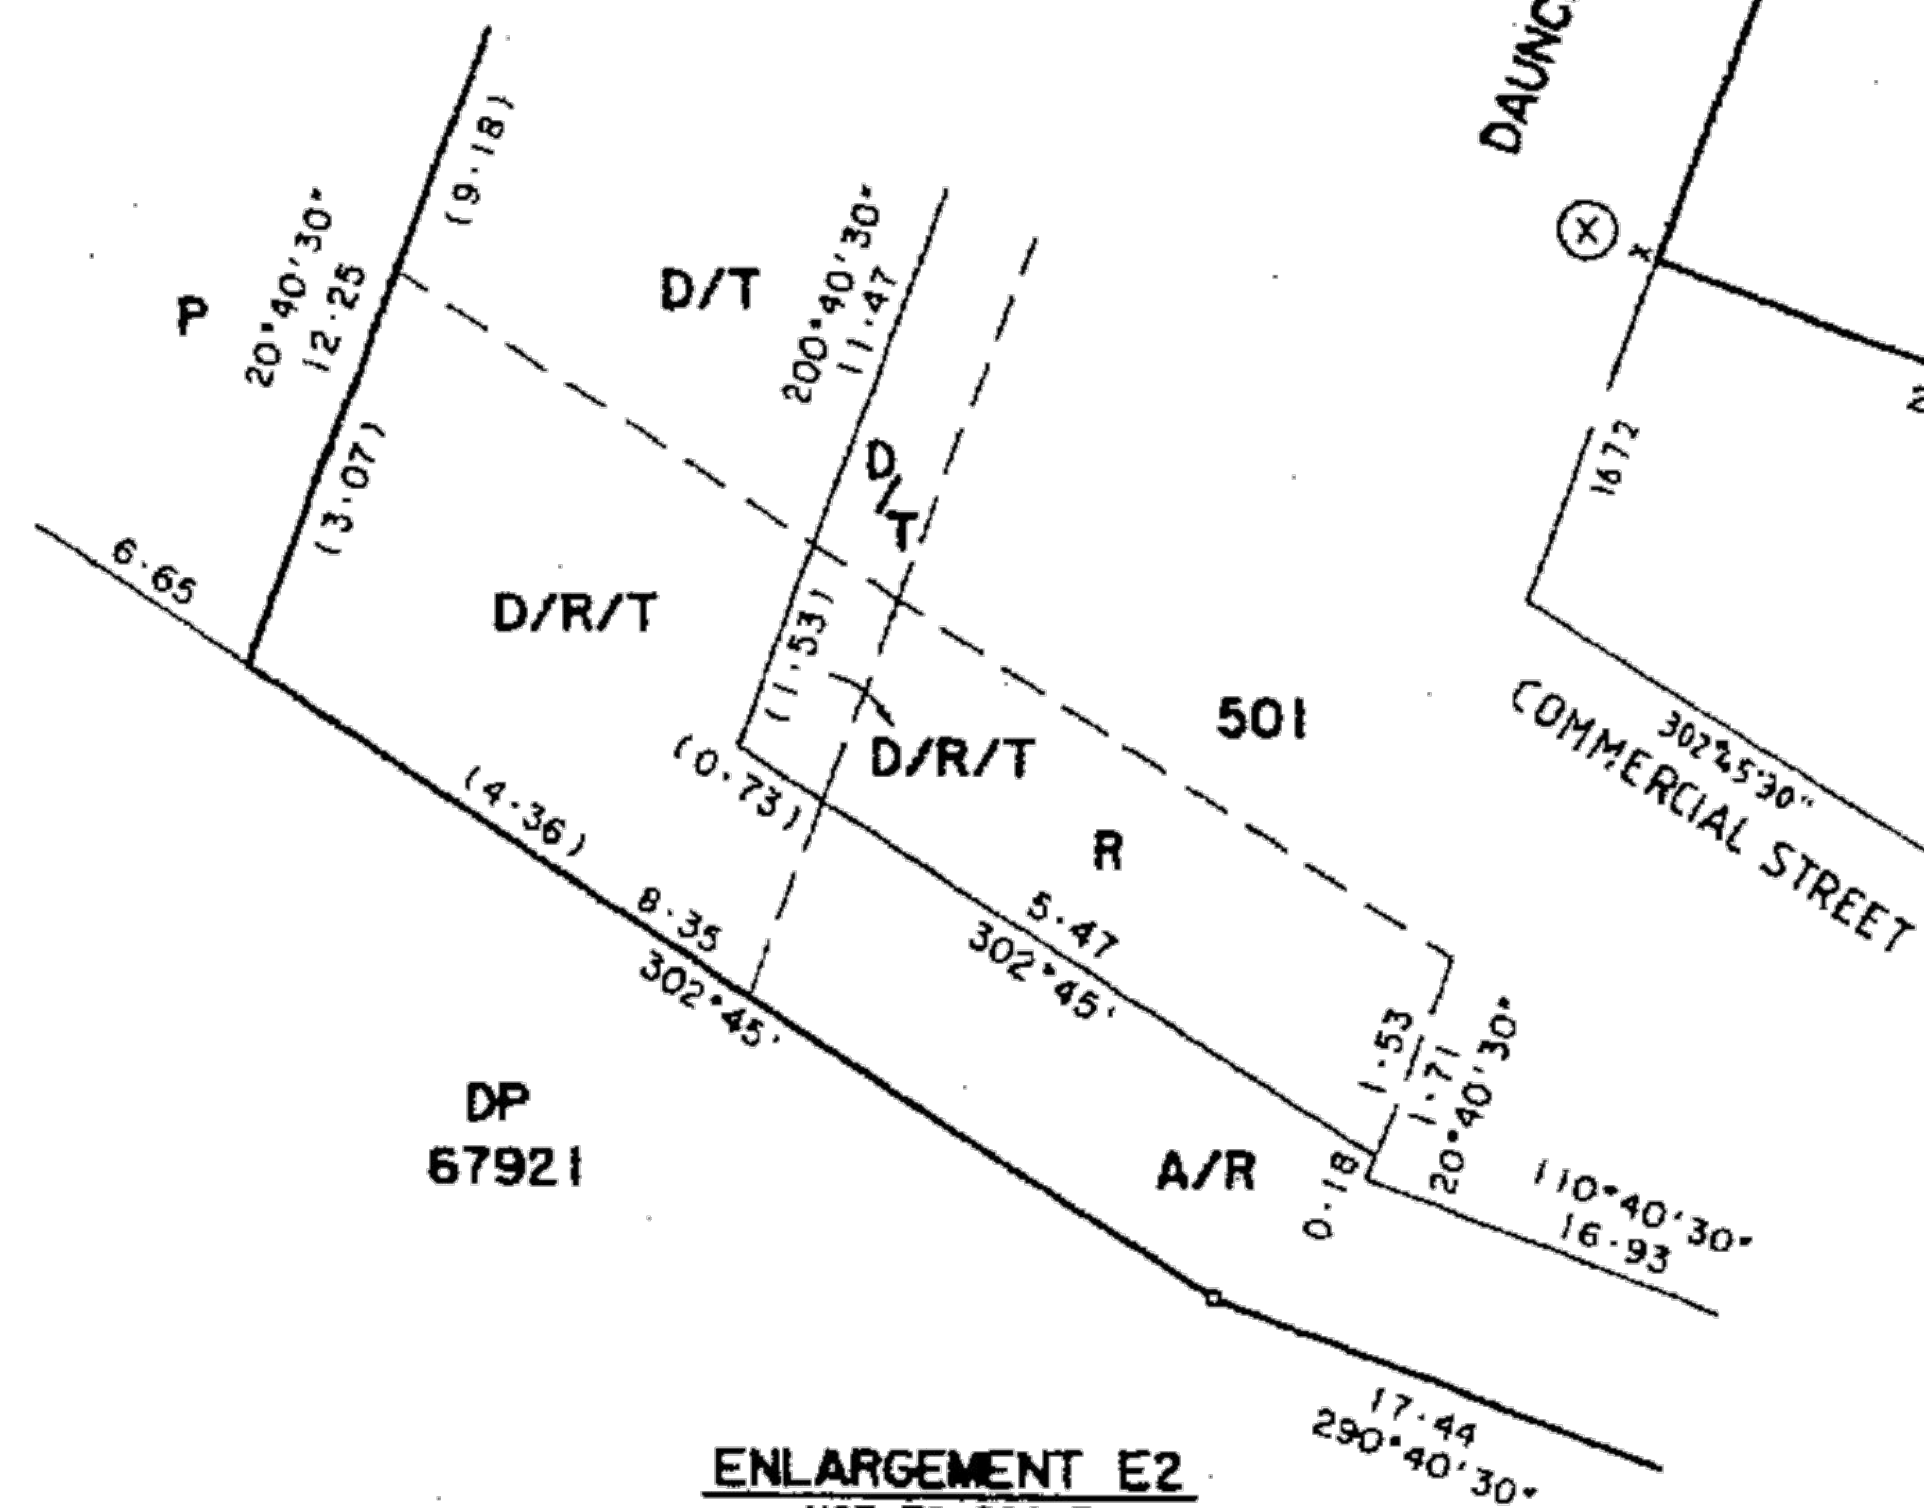 DAUNC
(9·18)
20°40'30"
12·25
P
D/T
200°40'30"
11·47
(3·07)
D/T
1672
6·65
D/R/T
(1·53)
501
(0·73)
D/R/T
COMMERCIAL STREET
302°45'30"
(4·36)
R
8·35
302°45'
5·47
302°45'
1·53
1·71
20°40'30"
DP
67921
A/R
0·18
110°40'30"
16·93
17·44
290°40'30"
ENLARGEMENT E2